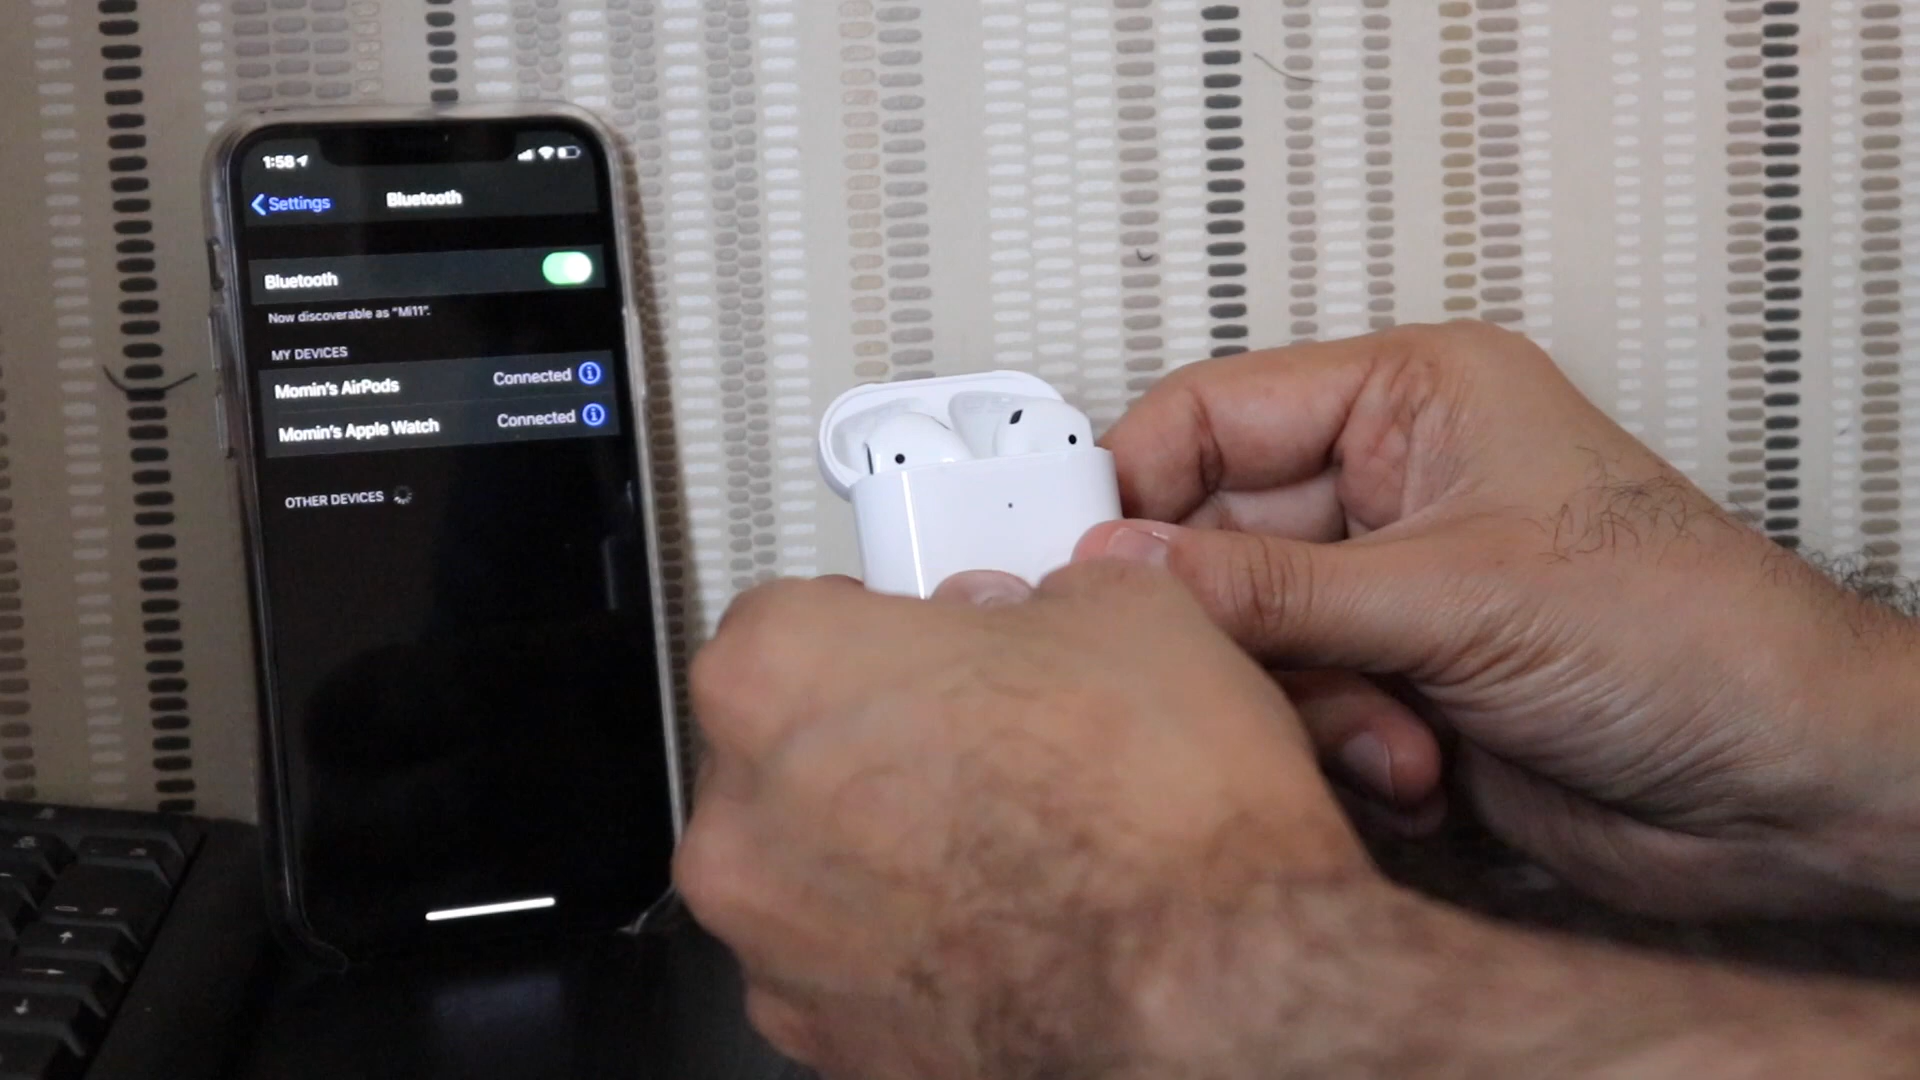 1:58
Settings
Bluetooth
Bluetooth
Now discoverable as “Mi11”.
MY DEVICES
Momin’s AirPods Connected
Momin’s Apple Watch Connected
OTHER DEVICES